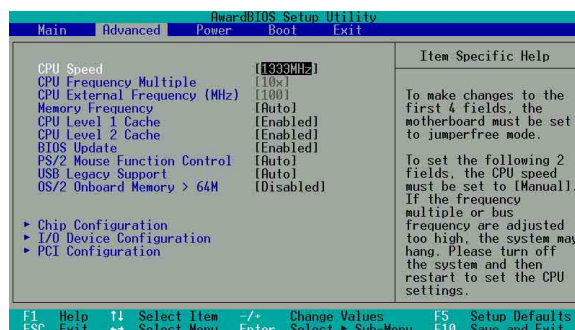 AwardBIOS Setup Utility
Main Advanced Power Boot Exit
Item Specific Help
CPU Speed [1333MHz]
CPU Frequency Multiple [10x]
CPU External Frequency (MHz) [100]
Memory Frequency [Auto]
CPU Level 1 Cache [Enabled]
CPU Level 2 Cache [Enabled]
BIOS Update [Enabled]
PS/2 Mouse Function Control [Auto]
USB Legacy Support [Auto]
OS/2 Onboard Memory > 64M [Disabled]
▸ Chip Configuration
▸ I/O Device Configuration
▸ PCI Configuration
To make changes to the
first 4 fields, the
motherboard must be set
to jumperfree mode.
To set the following 2
fields, the CPU speed
must be set to [Manual].
If the frequency
multiple or bus
frequency are adjusted
too high, the system may
hang. Please turn off
the system and then
restart to set the CPU
settings.
F1 Help ↑↓ Select Item -/+ Change Values F5 Setup Defaults
ESC Exit ↔ Select Menu Enter Select ▸ Sub-Menu F10 Save and Exit